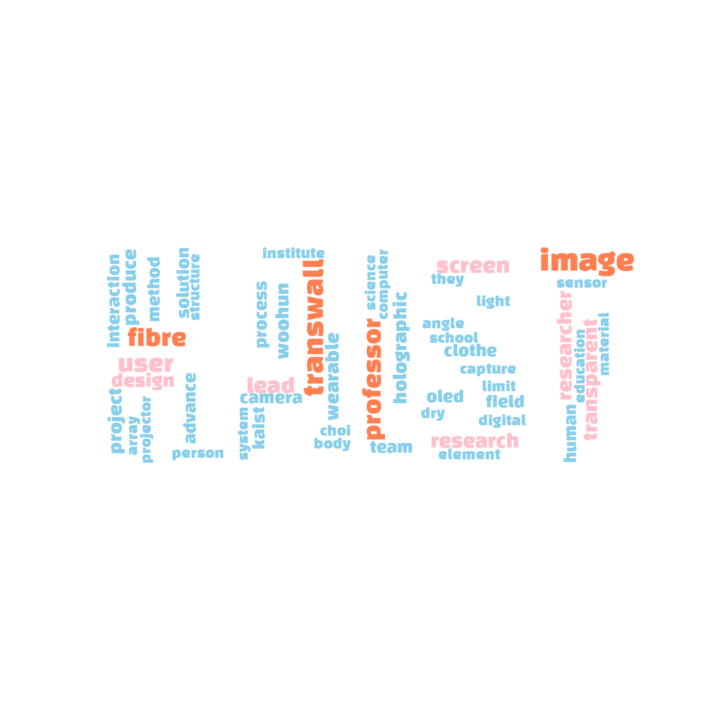 interaction
produce
method
solution
structure
fibre
user
design
project
array
projector
advance
person
institute
process
woohun
transwall
wearable
lead
camera
system
kaist
choi
body
science
computer
professor
holographic
team
screen
they
light
angle
school
clothe
capture
limit
oled
field
dry
digital
research
element
image
sensor
researcher
education
transparent
material
human